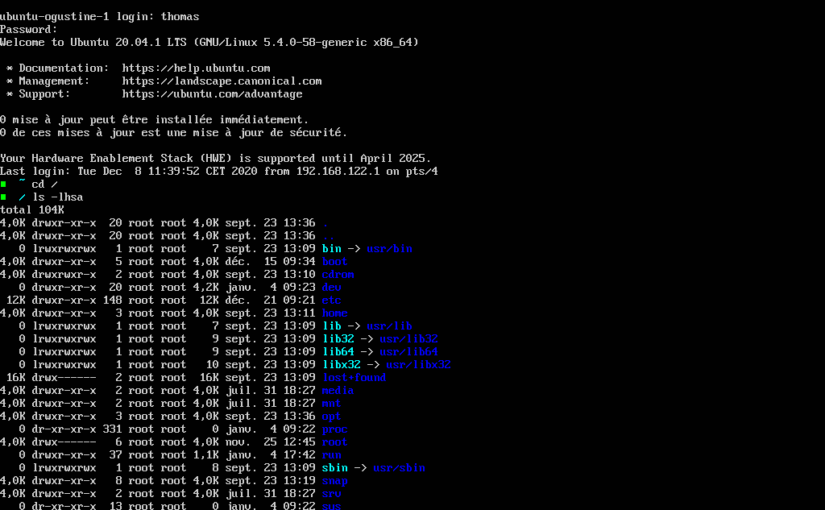 ubuntu-ogustine-1 login: thomas
Password:
Welcome to Ubuntu 20.04.1 LTS (GNU/Linux 5.4.0-58-generic x86_64)
* Documentation:  https://help.ubuntu.com
* Management:     https://landscape.canonical.com
* Support:        https://ubuntu.com/advantage
0 mise à jour peut être installée immédiatement.
0 de ces mises à jour est une mise à jour de sécurité.
Your Hardware Enablement Stack (HWE) is supported until April 2025.
Last login: Tue Dec  8 11:39:52 CET 2020 from 192.168.122.1 on pts/4
~ cd /
/ ls -lhsa
total 104K
4,0K drwxr-xr-x  20 root root 4,0K sept. 23 13:36 .
4,0K drwxr-xr-x  20 root root 4,0K sept. 23 13:36 ..
0 lrwxrwxrwx   1 root root    7 sept. 23 13:09 bin -> usr/bin
4,0K drwxr-xr-x   5 root root 4,0K déc.  15 09:34 boot
4,0K drwxrwxr-x   2 root root 4,0K sept. 23 13:10 cdrom
0 drwxr-xr-x  20 root root 4,2K janv.  4 09:23 dev
12K drwxr-xr-x 148 root root  12K déc.  21 09:21 etc
4,0K drwxr-xr-x   3 root root 4,0K sept. 23 13:11 home
0 lrwxrwxrwx   1 root root    7 sept. 23 13:09 lib -> usr/lib
0 lrwxrwxrwx   1 root root    9 sept. 23 13:09 lib32 -> usr/lib32
0 lrwxrwxrwx   1 root root    9 sept. 23 13:09 lib64 -> usr/lib64
0 lrwxrwxrwx   1 root root   10 sept. 23 13:09 libx32 -> usr/libx32
16K drwx------   2 root root  16K sept. 23 13:09 lost+found
4,0K drwxr-xr-x   2 root root 4,0K juil. 31 18:27 media
4,0K drwxr-xr-x   2 root root 4,0K juil. 31 18:27 mnt
4,0K drwxr-xr-x   3 root root 4,0K sept. 23 13:36 opt
0 dr-xr-xr-x 331 root root    0 janv.  4 09:22 proc
4,0K drwx------   6 root root 4,0K nov.  25 12:45 root
0 drwxr-xr-x  37 root root 1,1K janv.  4 17:42 run
0 lrwxrwxrwx   1 root root    8 sept. 23 13:09 sbin -> usr/sbin
4,0K drwxr-xr-x   8 root root 4,0K sept. 23 13:19 snap
4,0K drwxr-xr-x   2 root root 4,0K juil. 31 18:27 srv
0 dr-xr-xr-x  13 root root    0 janv.  4 09:22 sys